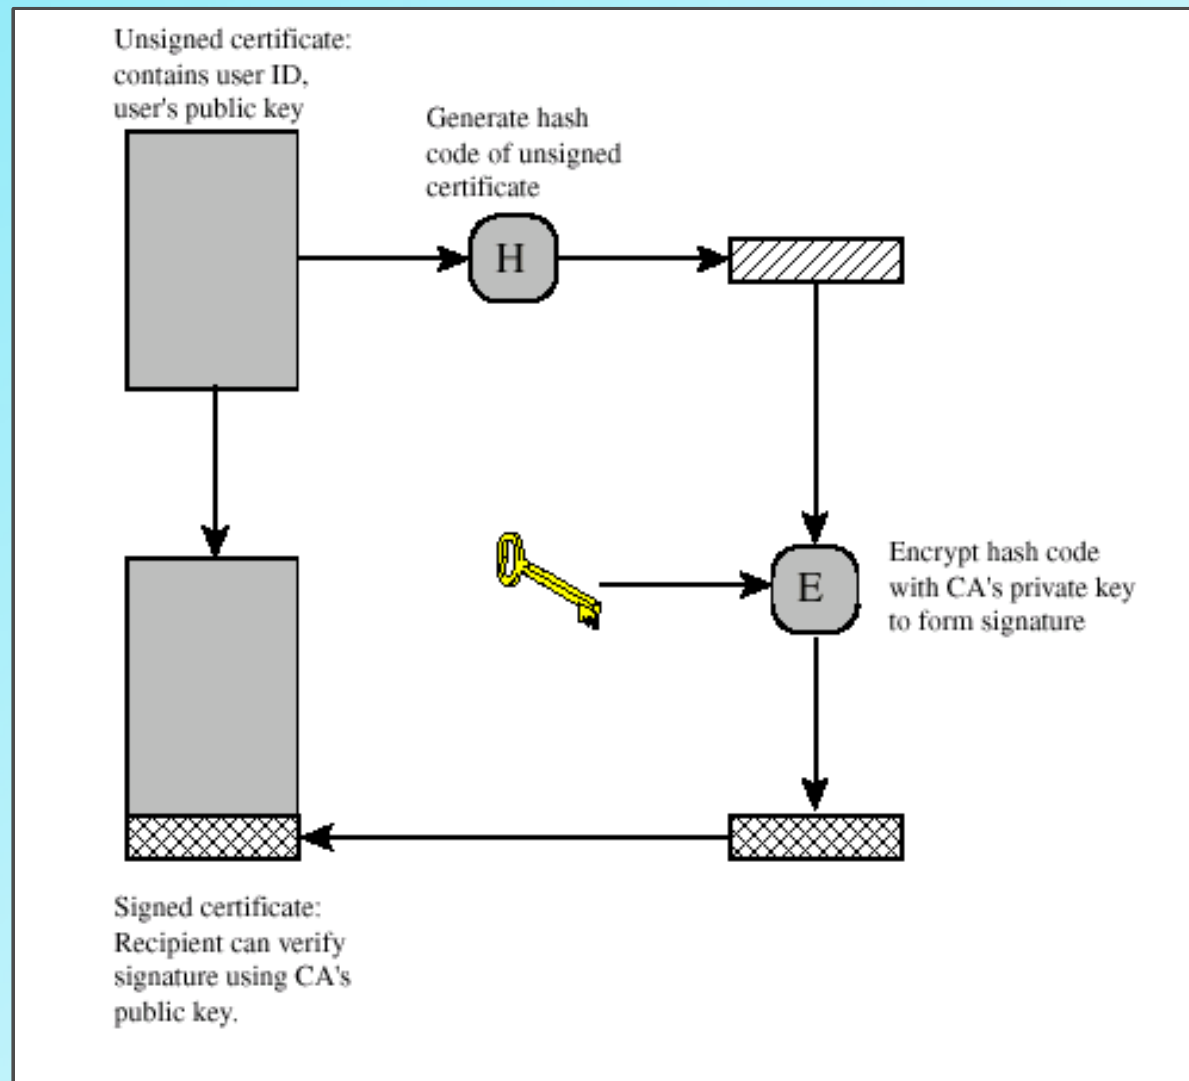 Unsigned certificate:
contains user ID,
user's public key
Generate hash
code of unsigned
certificate
H
E
Encrypt hash code
with CA's private key
to form signature
Signed certificate:
Recipient can verify
signature using CA's
public key.